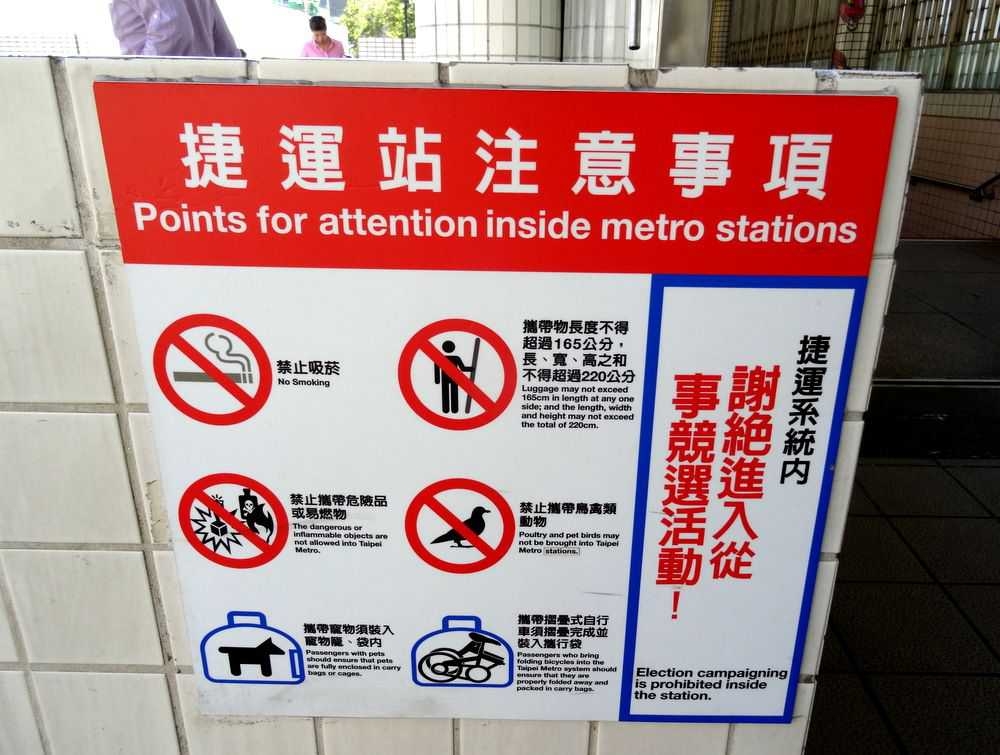 捷運站注意事項
Points for attention inside metro stations
禁止吸菸
No Smoking
攜帶物長度不得
超過165公分，
長、寬、高之和
不得超過220公分
Luggage may not exceed
165cm in length at any one
side; and the length, width
and height may not exceed
the total of 220cm.
禁止攜帶危險品
或易燃物
The dangerous or
inflammable objects are
not allowed into Taipei
Metro.
禁止攜帶鳥禽類
動物
Poultry and pet birds may
not be brought into Taipei
Metro stations.
攜帶寵物須裝入
寵物籠、袋內
Passengers with pets
should ensure that pets
are fully enclosed in carry
bags or cages.
攜帶摺疊式自行
車須摺疊完成並
裝入攜行袋
Passengers who bring
folding bicycles into the
Taipei Metro system should
ensure that they are
properly folded away and
packed in carry bags.
捷運系統內
謝絕進入從
事競選活動！
Election campaigning
is prohibited inside
the station.